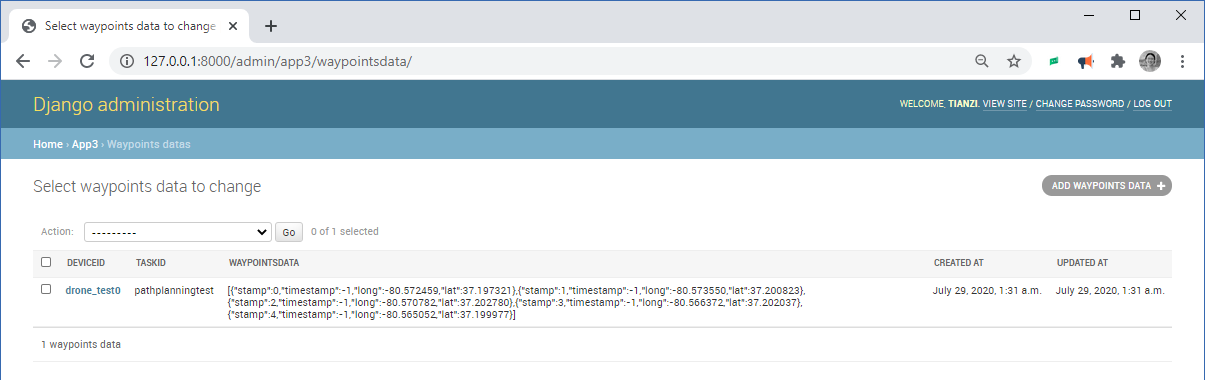 Select waypoints data to change
127.0.0.1:8000/admin/app3/waypointsdata/
Django administration
WELCOME, TIANZI. VIEW SITE / CHANGE PASSWORD / LOG OUT
Home › App3 › Waypoints datas
Select waypoints data to change
ADD WAYPOINTS DATA +
Action: --------- Go 0 of 1 selected
DEVICEID TASKID WAYPOINTSDATA CREATED AT UPDATED AT
drone_test0 pathplanningtest [{"stamp":0,"timestamp":-1,"long":-80.572459,"lat":37.197321},{"stamp":1,"timestamp":-1,"long":-80.573550,"lat":37.200823}, July 29, 2020, 1:31 a.m. July 29, 2020, 1:31 a.m.
{"stamp":2,"timestamp":-1,"long":-80.570782,"lat":37.202780},{"stamp":3,"timestamp":-1,"long":-80.566372,"lat":37.202037},
{"stamp":4,"timestamp":-1,"long":-80.565052,"lat":37.199977}]
1 waypoints data